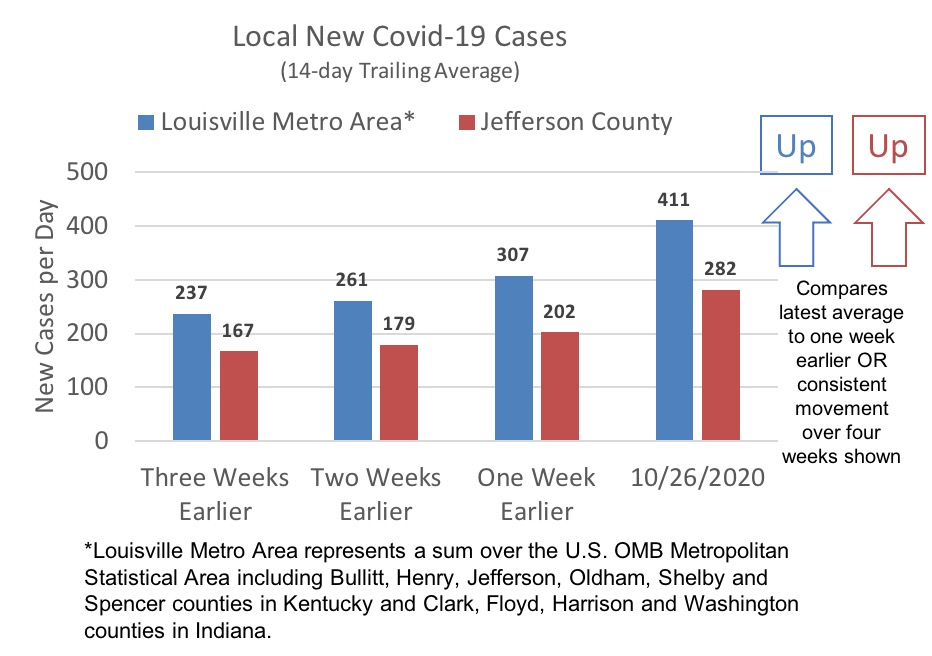 Local New Covid-19 Cases
(14-day Trailing Average)
Louisville Metro Area*
Jefferson County
Up
Up
New Cases per Day
500
400
300
200
100
0
237
167
261
179
307
202
411
282
Three Weeks
Earlier
Two Weeks
Earlier
One Week
Earlier
10/26/2020
Compares
latest average
to one week
earlier OR
consistent
movement
over four
weeks shown
*Louisville Metro Area represents a sum over the U.S. OMB Metropolitan
Statistical Area including Bullitt, Henry, Jefferson, Oldham, Shelby and
Spencer counties in Kentucky and Clark, Floyd, Harrison and Washington
counties in Indiana.